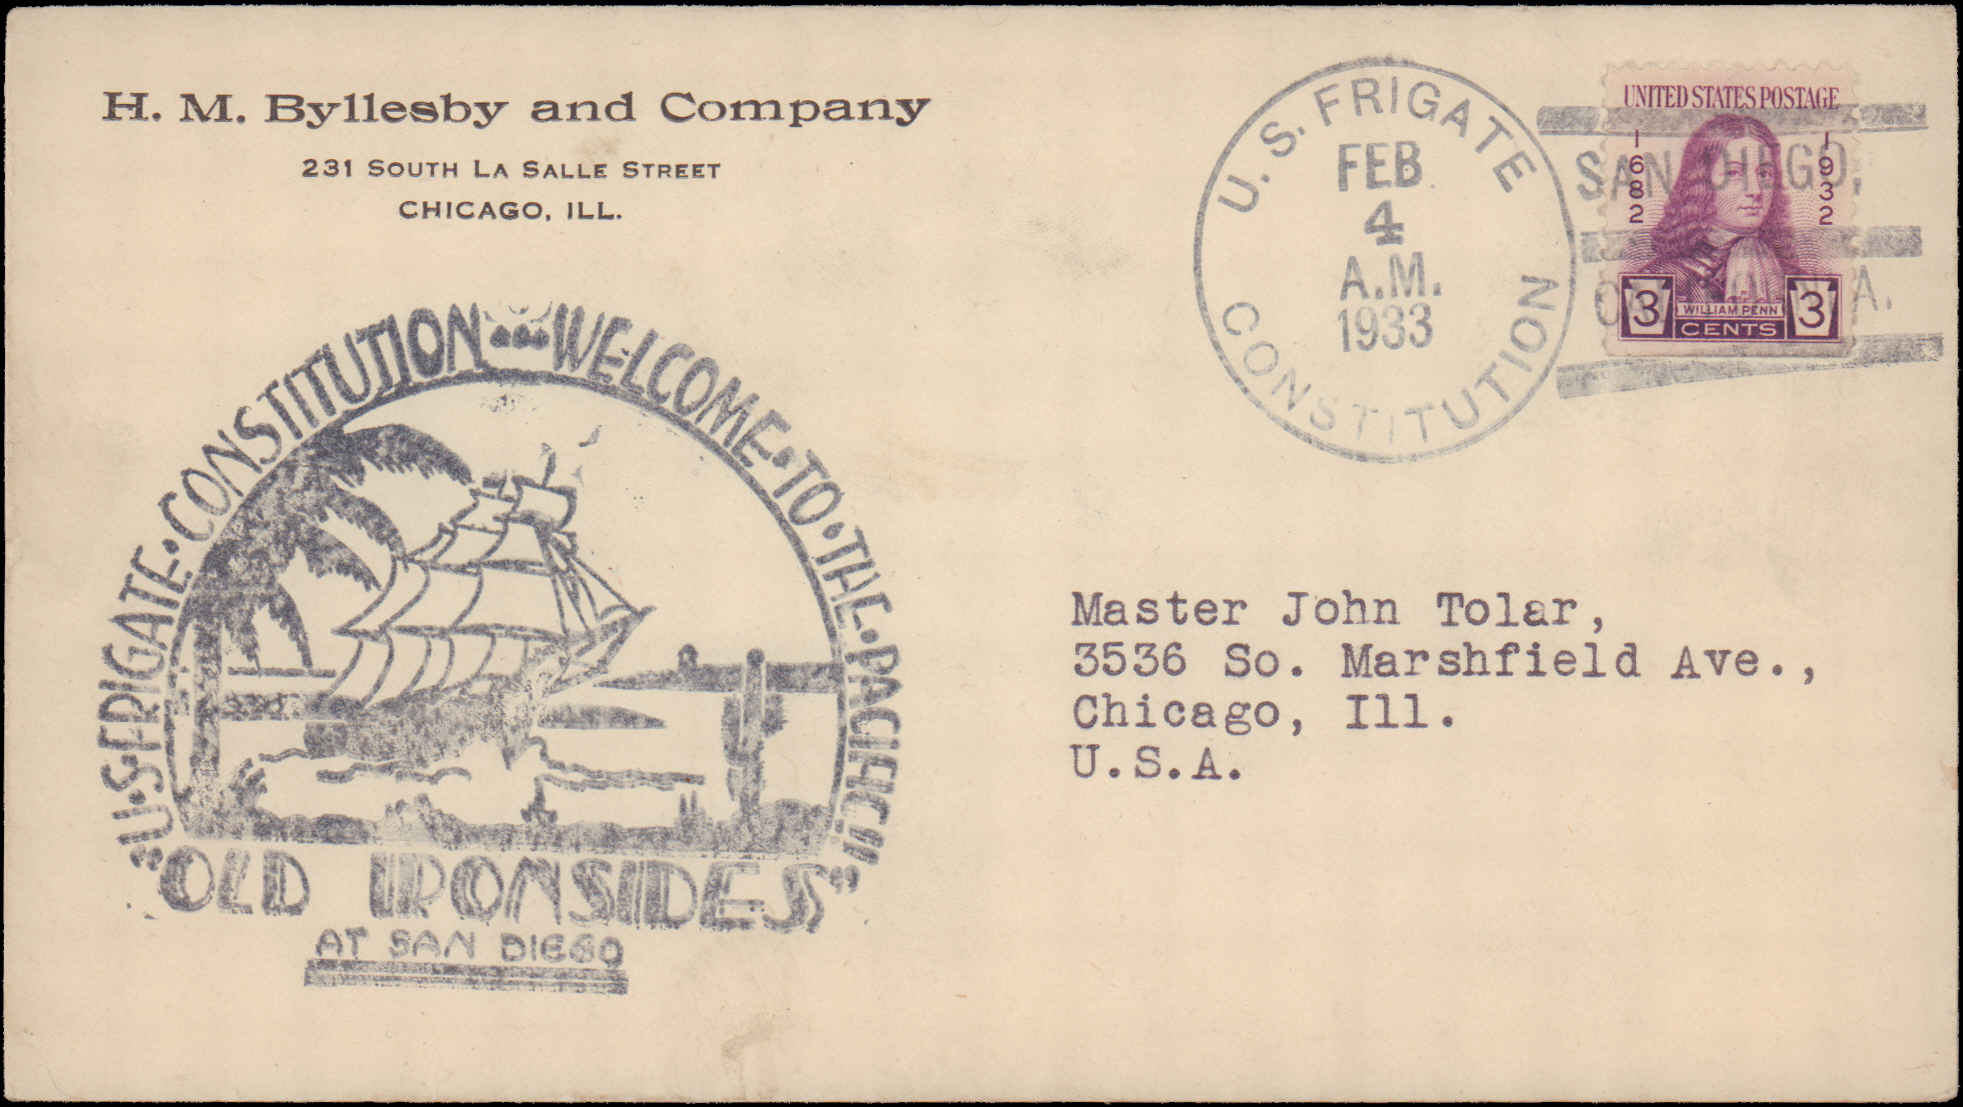 H. M. Byllesby and Company
231 SOUTH LA SALLE STREET
CHICAGO, ILL.
U.S. FRIGATE CONSTITUTION
FEB
4
A.M.
1933
SAN DIEGO,
A.
UNITED STATES POSTAGE
1682
1932
3
WILLIAM PENN
CENTS
3
"U.S. FRIGATE · CONSTITUTION WELCOME · TO · THE · PACIFIC"
"OLD IRONSIDES"
AT SAN DIEGO
Master John Tolar,
3536 So. Marshfield Ave.,
Chicago, Ill.
U.S.A.